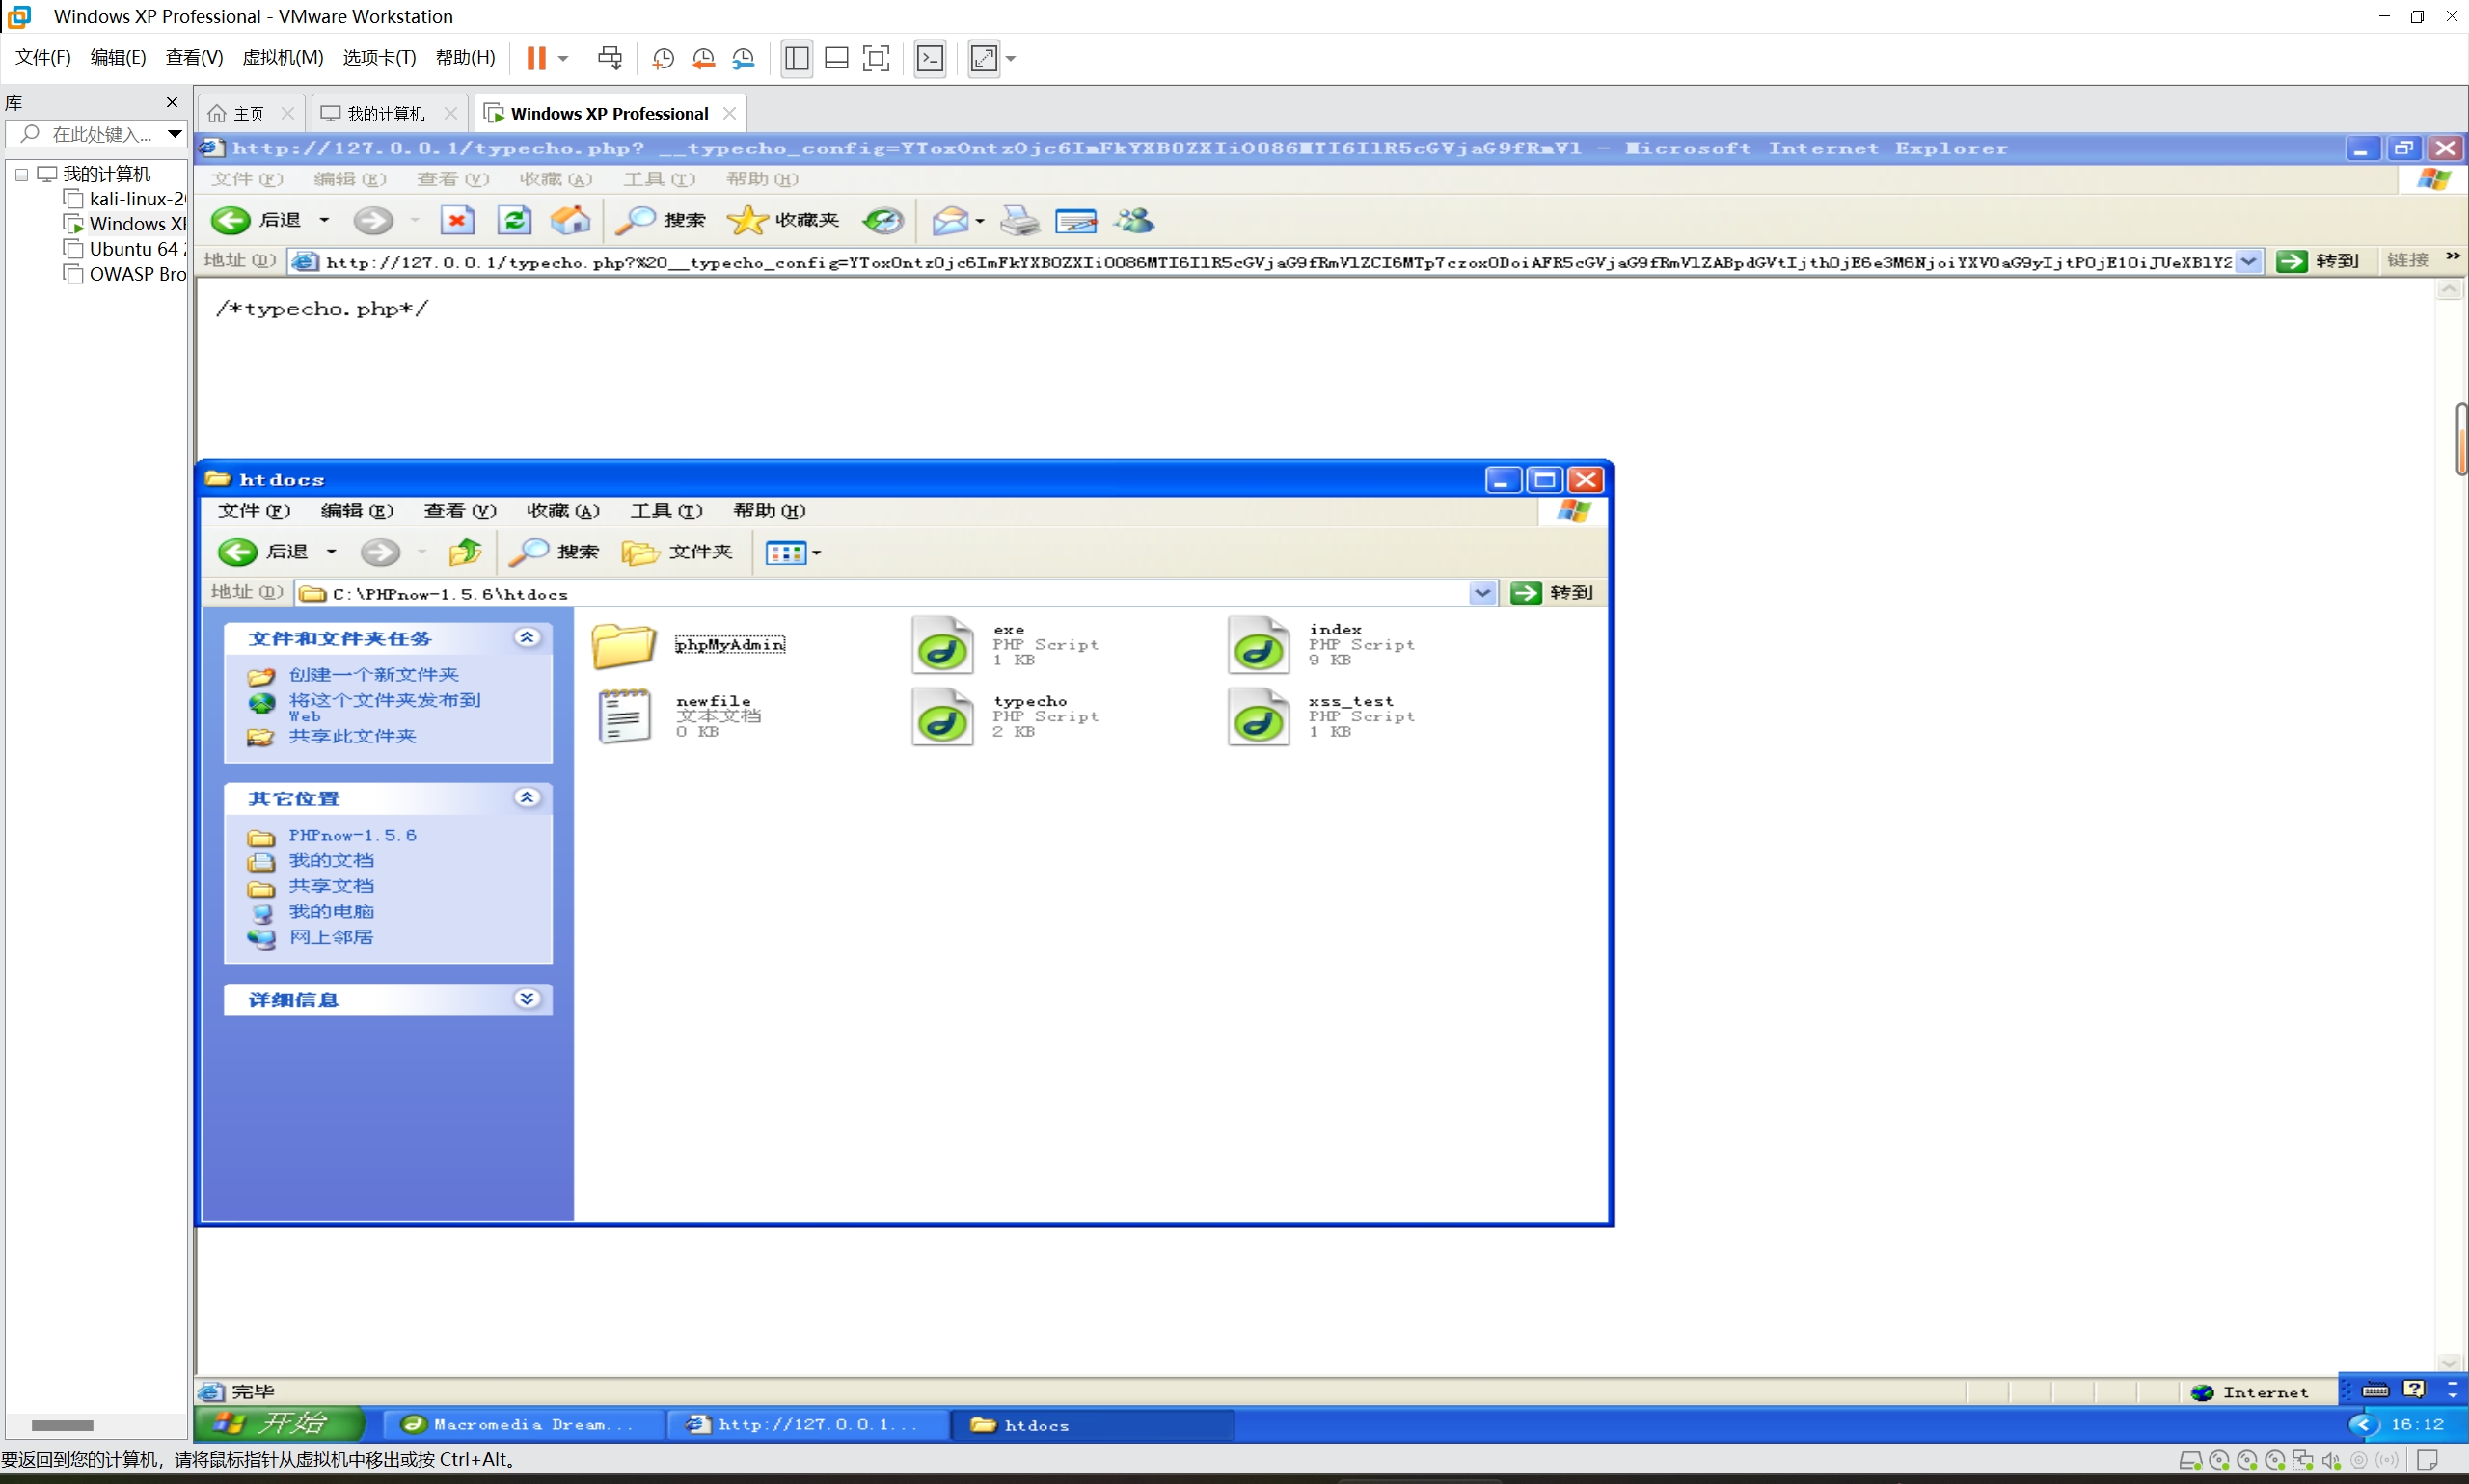 Windows XP Professional - VMware Workstation
文件(F) 编辑(E) 查看(V) 虚拟机(M) 选项卡(T) 帮助(H)
库
在此处键入...
我的计算机
kali-linux-2
Windows XI
Ubuntu 64
OWASP Bro
主页 我的计算机 Windows XP Professional
http://127.0.0.1/typecho.php? __typecho_config=YToxOntzOjc6ImFkYXB0ZXIiO086MTI6IlR5cGVjaG9fRmVl - Microsoft Internet Explorer
文件(F) 编辑(E) 查看(V) 收藏(A) 工具(T) 帮助(H)
后退 搜索 收藏夹
地址(D) http://127.0.0.1/typecho.php?%20__typecho_config=YToxOntzOjc6ImFkYXB0ZXIiO086MTI6IlR5cGVjaG9fRmVlZCI6MTp7czoxODoiAFR5cGVjaG9fRmVlZABpdGVtIjthOjE6e3M6NjoiYXV0aG9yIjtPOjE1OiJUeXBlY2 转到 链接 »
/*typecho.php*/
htdocs
文件(F) 编辑(E) 查看(V) 收藏(A) 工具(T) 帮助(H)
后退 搜索 文件夹
地址(D) C:\PHPnow-1.5.6\htdocs 转到
文件和文件夹任务
创建一个新文件夹
将这个文件夹发布到
Web
共享此文件夹
其它位置
PHPnow-1.5.6
我的文档
共享文档
我的电脑
网上邻居
详细信息
phpMyAdmin
exe
PHP Script
1 KB
index
PHP Script
9 KB
newfile
文本文档
0 KB
typecho
PHP Script
2 KB
xss_test
PHP Script
1 KB
完毕 Internet
开始 Macromedia Dream... http://127.0.0.1... htdocs 16:12
要返回到您的计算机，请将鼠标指针从虚拟机中移出或按 Ctrl+Alt。